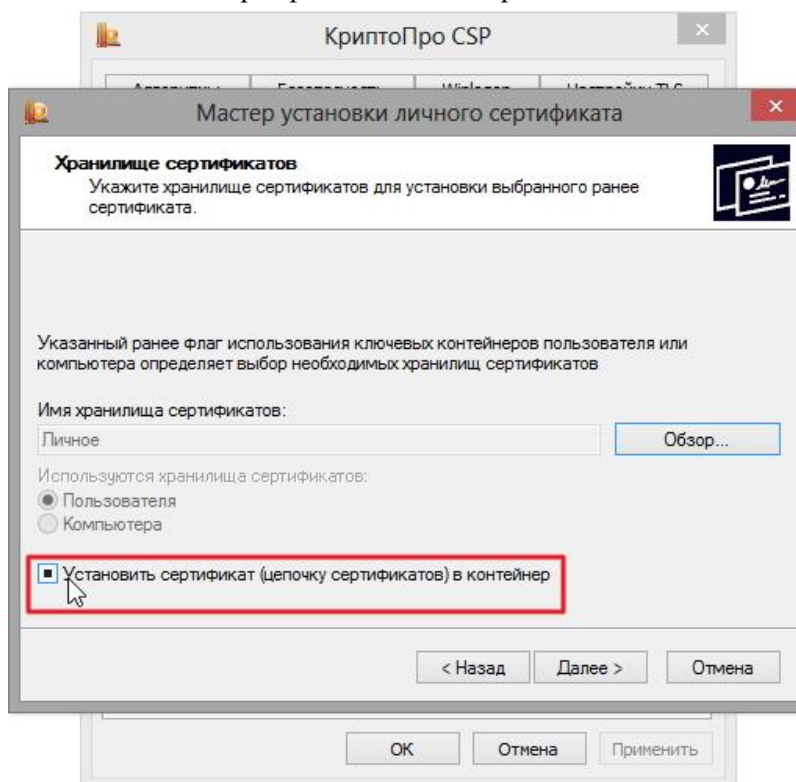 КриптоПро CSP
Мастер установки личного сертификата
Хранилище сертификатов
Укажите хранилище сертификатов для установки выбранного ранее
сертификата.
Указанный ранее флаг использования ключевых контейнеров пользователя или
компьютера определяет выбор необходимых хранилищ сертификатов
Имя хранилища сертификатов:
Личное
Обзор...
Используются хранилища сертификатов:
Пользователя
Компьютера
Установить сертификат (цепочку сертификатов) в контейнер
< Назад
Далее >
Отмена
ОК
Отмена
Применить